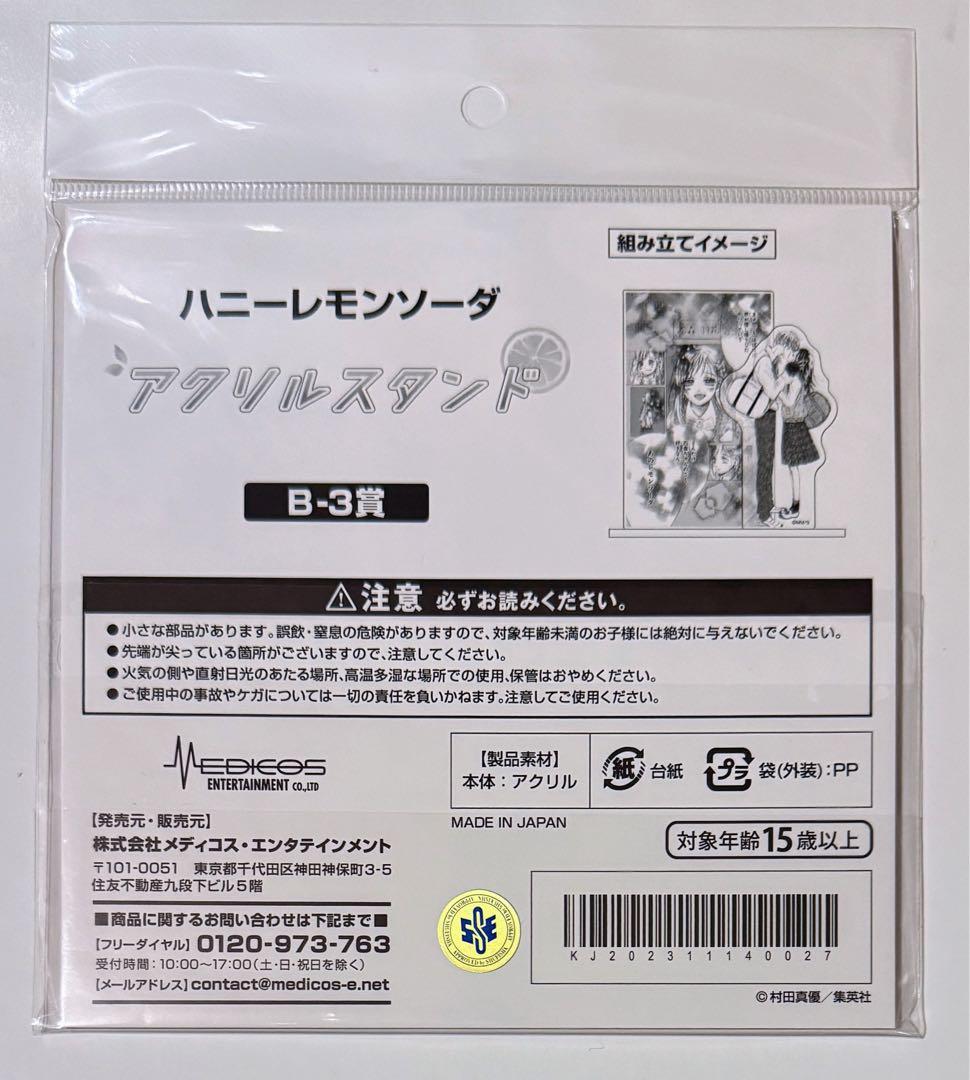 組み立てイメージ
ハニーレモンソーダ
アクリルスタンド
B-3賞
ハニーレモンソーダ
©MM/S
注意 必ずお読みください。
●小さな部品があります。誤飲・窒息の危険がありますので、対象年齢未満のお子様には絶対に与えないでください。
●先端が尖っている箇所がございますので、注意してください。
●火気の側や直射日光のあたる場所、高温多湿な場所での使用、保管はおやめください。
●ご使用中の事故やケガについては一切の責任を負いかねます。注意してご使用ください。
MEDICOS
ENTERTAINMENT CO.,LTD
【製品素材】
本体：アクリル
紙 台紙
プラ 袋(外装):PP
MADE IN JAPAN
対象年齢15歳以上
【発売元・販売元】
株式会社メディコス・エンタテインメント
〒101-0051 東京都千代田区神田神保町3-5
住友不動産九段下ビル5階
■商品に関するお問い合わせは下記まで■
【フリーダイヤル】0120-973-763
受付時間：10:00～17:00(土・日・祝日を除く)
【メールアドレス】contact@medicos-e.net
KJ202311140027
©村田真優／集英社